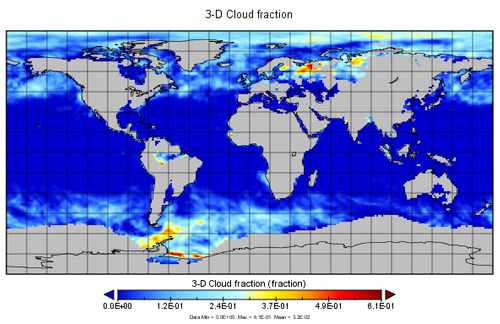 3-D Cloud fraction
3-D Cloud fraction (fraction)
0.0E+00 1.2E-01 2.4E-01 3.7E-01 4.9E-01 6.1E-01
Data Min = 0.0E+00, Max = 6.1E-01, Mean = 3.2E-02